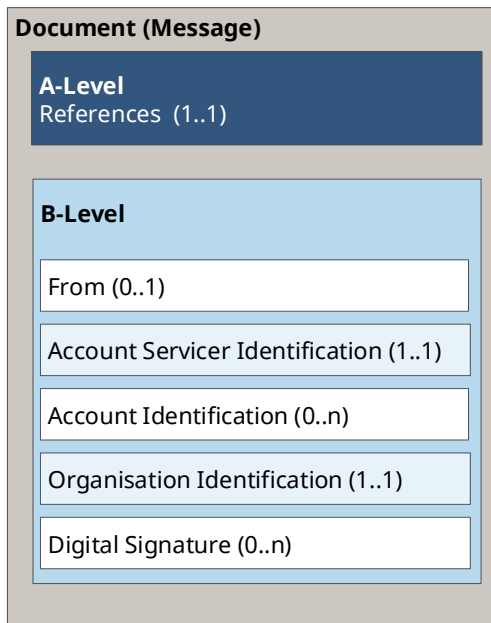 Document (Message)
A-Level
References (1..1)
B-Level
From (0..1)
Account Servicer Identification (1..1)
Account Identification (0..n)
Organisation Identification (1..1)
Digital Signature (0..n)